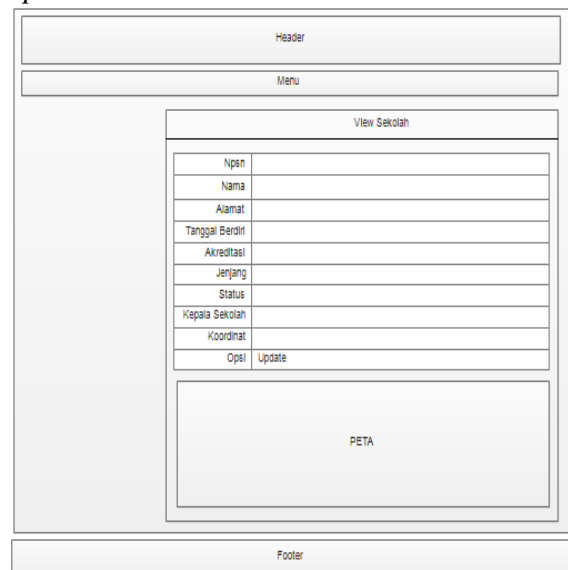 Header
Menu
View Sekolah
Npsn
Nama
Alamat
Tanggal Berdiri
Akreditasi
Jenjang
Status
Kepala Sekolah
Koordinat
Opsi Update
PETA
Footer